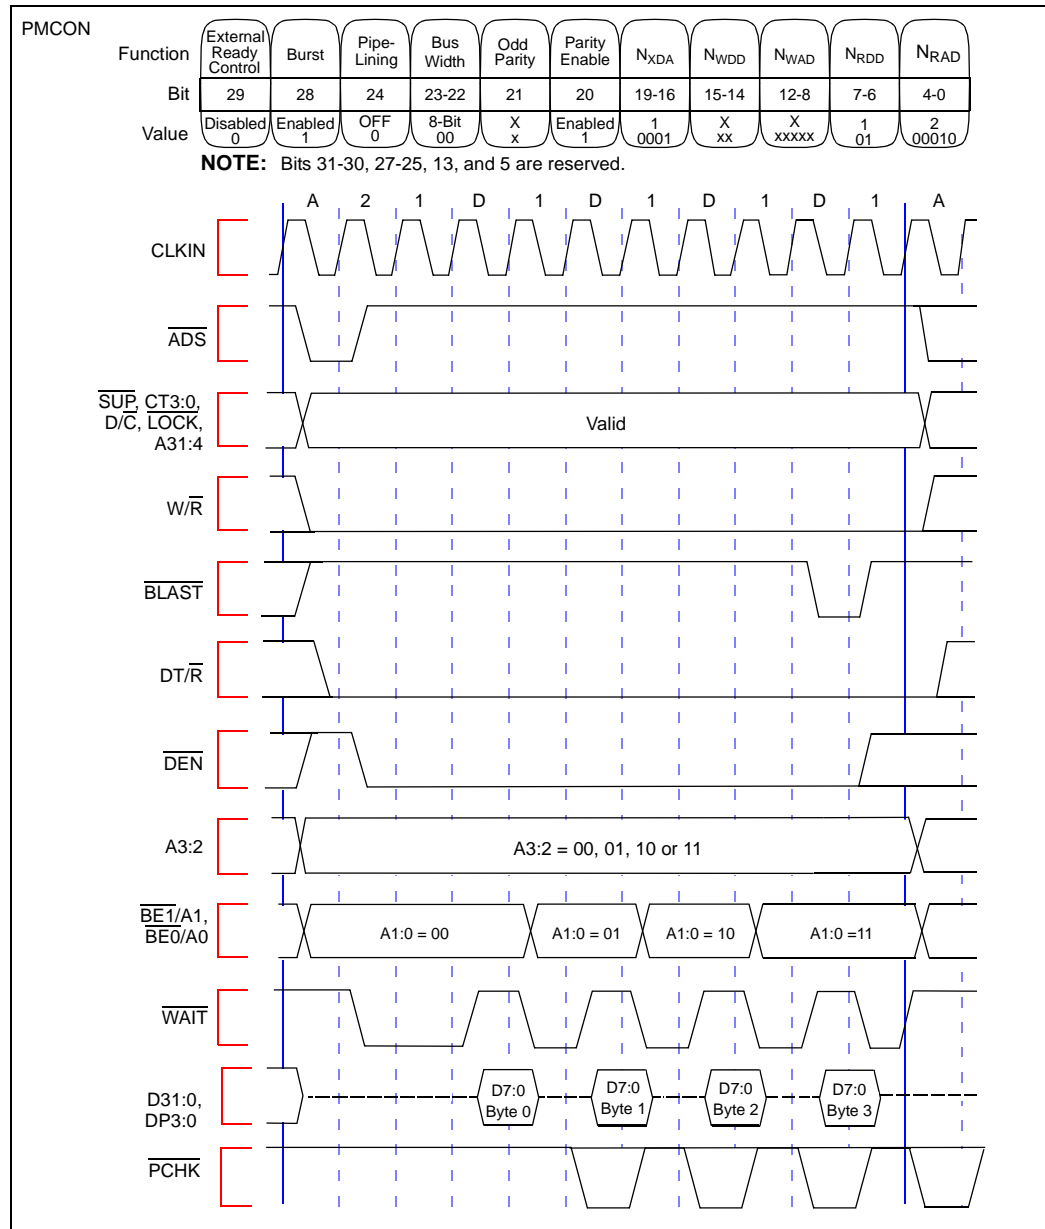 PMCON
Function External Ready Control Burst Pipe-Lining Bus Width Odd Parity Parity Enable NXDA NWDD NWAD NRDD NRAD
Bit 29 28 24 23-22 21 20 19-16 15-14 12-8 7-6 4-0
Value Disabled 0 Enabled 1 OFF 0 8-Bit 00 X x Enabled 1 1 0001 X xx X xxxxx 1 01 2 00010
NOTE: Bits 31-30, 27-25, 13, and 5 are reserved.
A 2 1 D 1 D 1 D 1 D 1 A
CLKIN
ADS
SUP, CT3:0,
D/C, LOCK,
A31:4
Valid
W/R
BLAST
DT/R
DEN
A3:2
A3:2 = 00, 01, 10 or 11
BE1/A1,
BE0/A0
A1:0 = 00 A1:0 = 01 A1:0 = 10 A1:0 =11
WAIT
D31:0,
DP3:0
D7:0 D7:0 D7:0 D7:0
Byte 0 Byte 1 Byte 2 Byte 3
PCHK